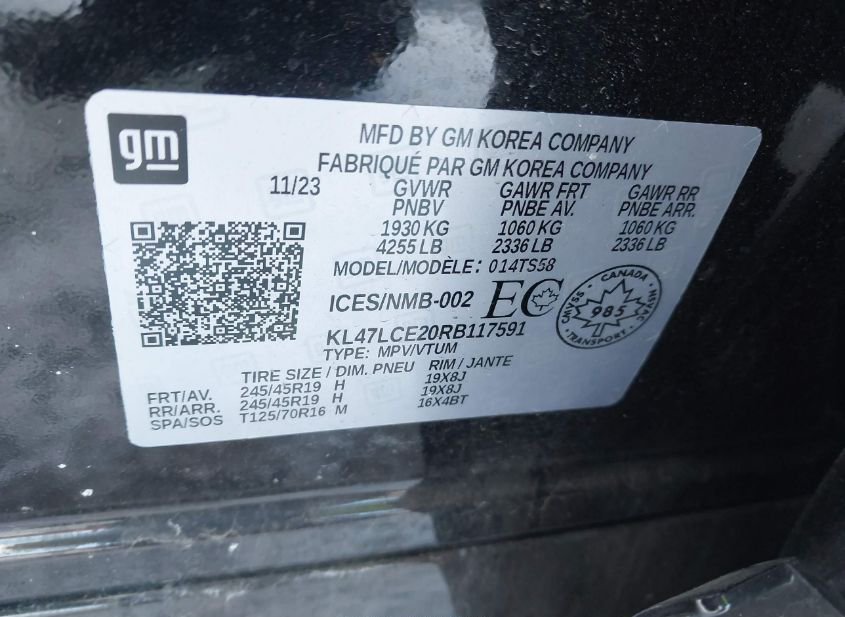 gm
MFD BY GM KOREA COMPANY
FABRIQUÉ PAR GM KOREA COMPANY
11/23 GVWR GAWR FRT GAWR RR
PNBV PNBE AV. PNBE ARR.
1930 KG 1060 KG 1060 KG
4255 LB 2336 LB 2336 LB
MODEL/MODÈLE: 014TS58
ICES/NMB-002 EC
CANADA
CMVSS 985 NSVAC
TRANSPORT
KL47LCE20RB117591
TYPE: MPV/VTUM
TIRE SIZE / DIM. PNEU RIM / JANTE
FRT/AV. 245/45R19 H 19X8J
RR/ARR. 245/45R19 H 19X8J
SPA/SOS T125/70R16 M 16X4BT